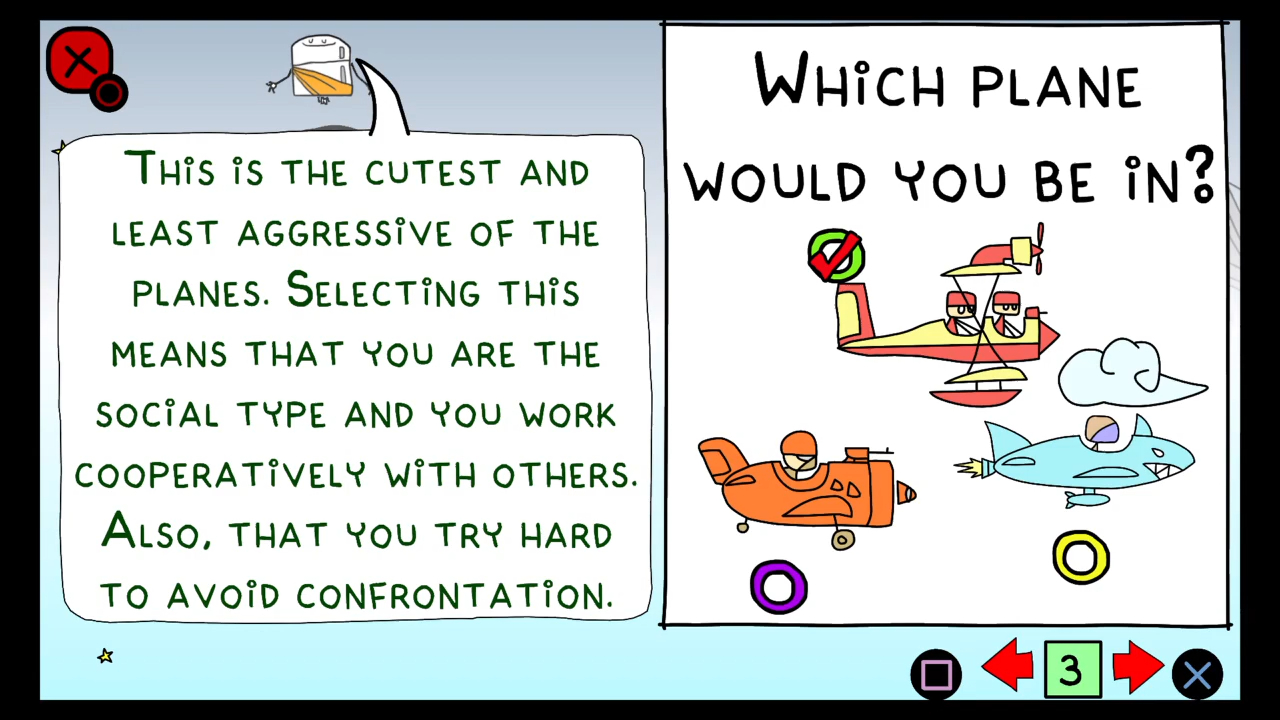 This is the cutest and
least aggressive of the
planes. Selecting this
means that you are the
social type and you work
cooperatively with others.
Also, that you try hard
to avoid confrontation.
Which plane
would you be in?
3